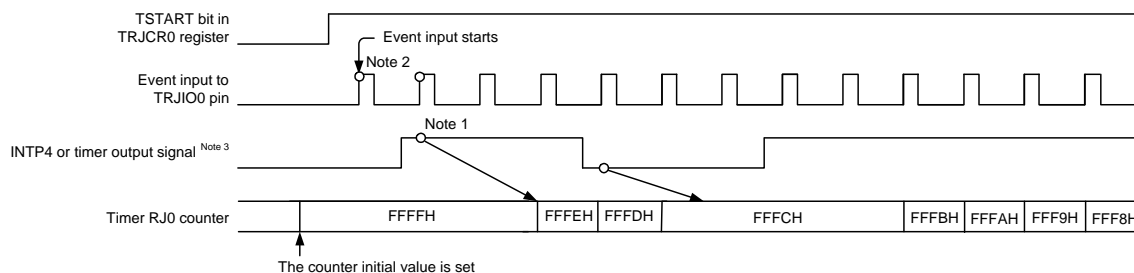 TSTART bit in
TRJCR0 register
Event input starts
Note 2
Event input to
TRJIO0 pin
Note 1
INTP4 or timer output signal Note 3
Timer RJ0 counter
FFFFH
FFFEH
FFFDH
FFFCH
FFFBH
FFFAH
FFF9H
FFF8H
The counter initial value is set